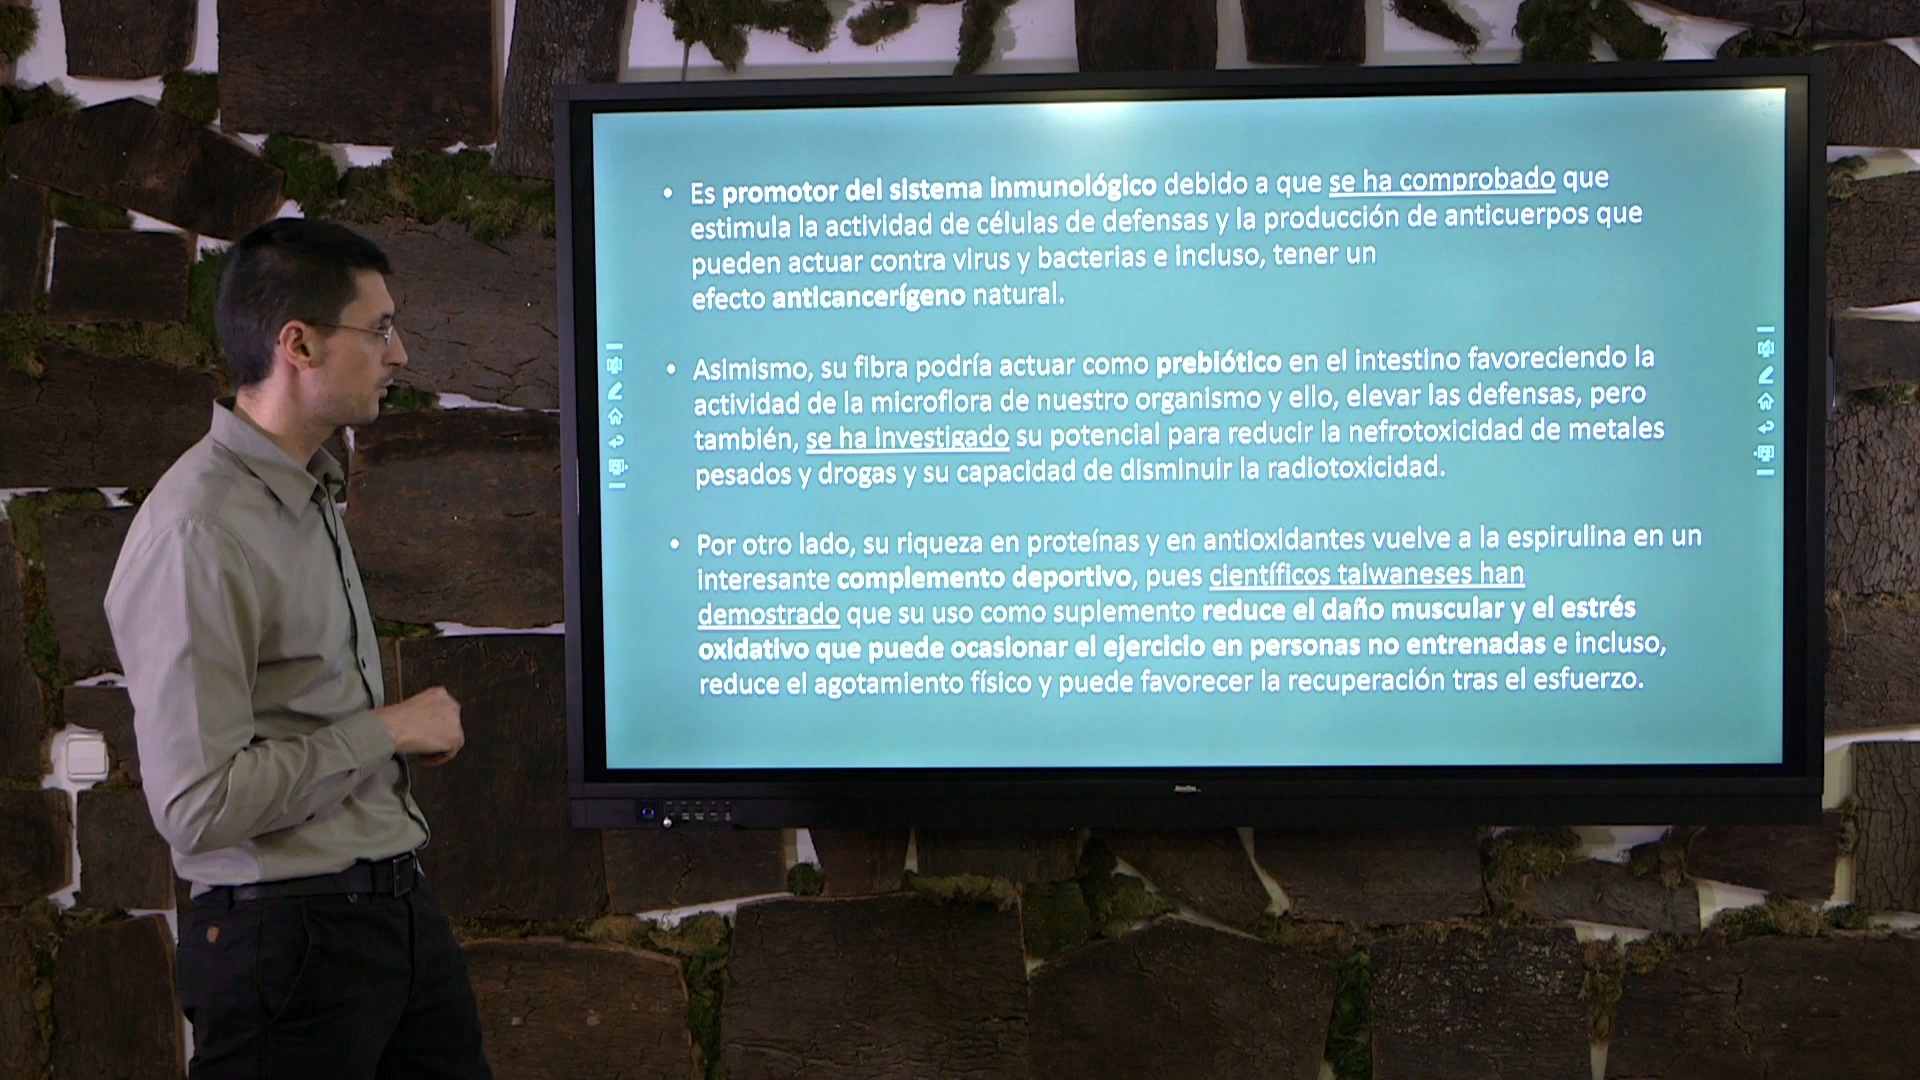 • Es promotor del sistema inmunológico debido a que se ha comprobado que
estimula la actividad de células de defensas y la producción de anticuerpos que
pueden actuar contra virus y bacterias e incluso, tener un
efecto anticancerígeno natural.
• Asimismo, su fibra podría actuar como prebiótico en el intestino favoreciendo la
actividad de la microflora de nuestro organismo y ello, elevar las defensas, pero
también, se ha investigado su potencial para reducir la nefrotoxicidad de metales
pesados y drogas y su capacidad de disminuir la radiotoxicidad.
• Por otro lado, su riqueza en proteínas y en antioxidantes vuelve a la espirulina en un
interesante complemento deportivo, pues científicos taiwaneses han
demostrado que su uso como suplemento reduce el daño muscular y el estrés
oxidativo que puede ocasionar el ejercicio en personas no entrenadas e incluso,
reduce el agotamiento físico y puede favorecer la recuperación tras el esfuerzo.